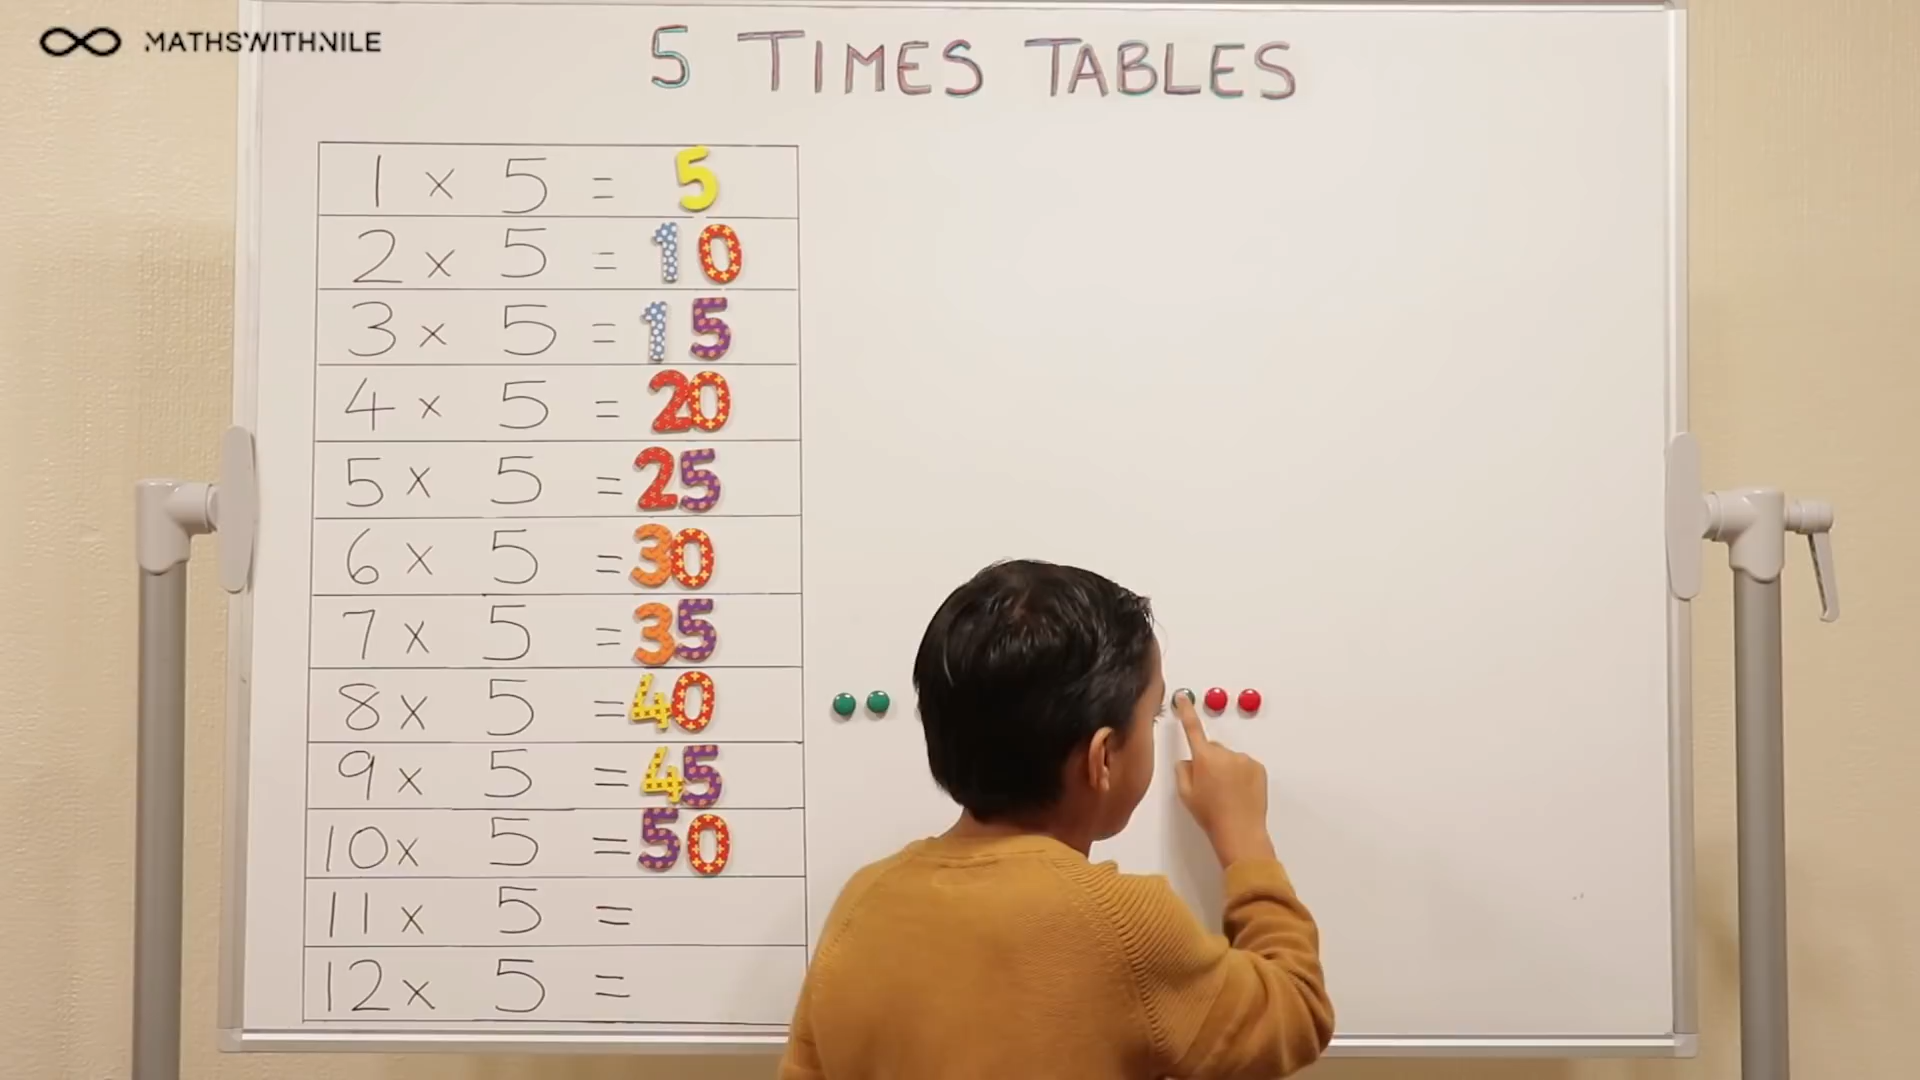 MATHSWITHNILE
5 TIMES TABLES
1 x 5 = 5
2 x 5 = 10
3 x 5 = 15
4 x 5 = 20
5 x 5 = 25
6 x 5 = 30
7 x 5 = 35
8 x 5 = 40
9 x 5 = 45
10 x 5 = 50
11 x 5 =
12 x 5 =